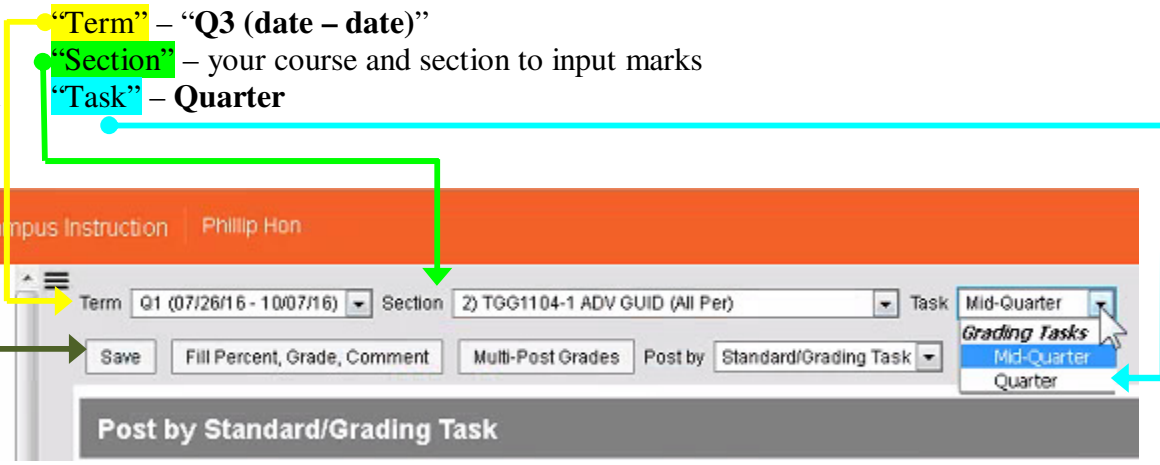 “Term” – “Q3 (date – date)”
“Section” – your course and section to input marks
“Task” – Quarter
mpus Instruction Phillip Hon
Term Q1 (07/26/16 - 10/07/16) Section 2) TGG1104-1 ADV GUID (All Per) Task Mid-Quarter
Grading Tasks
Mid-Quarter
Quarter
Save Fill Percent, Grade, Comment Multi-Post Grades Post by Standard/Grading Task
Post by Standard/Grading Task